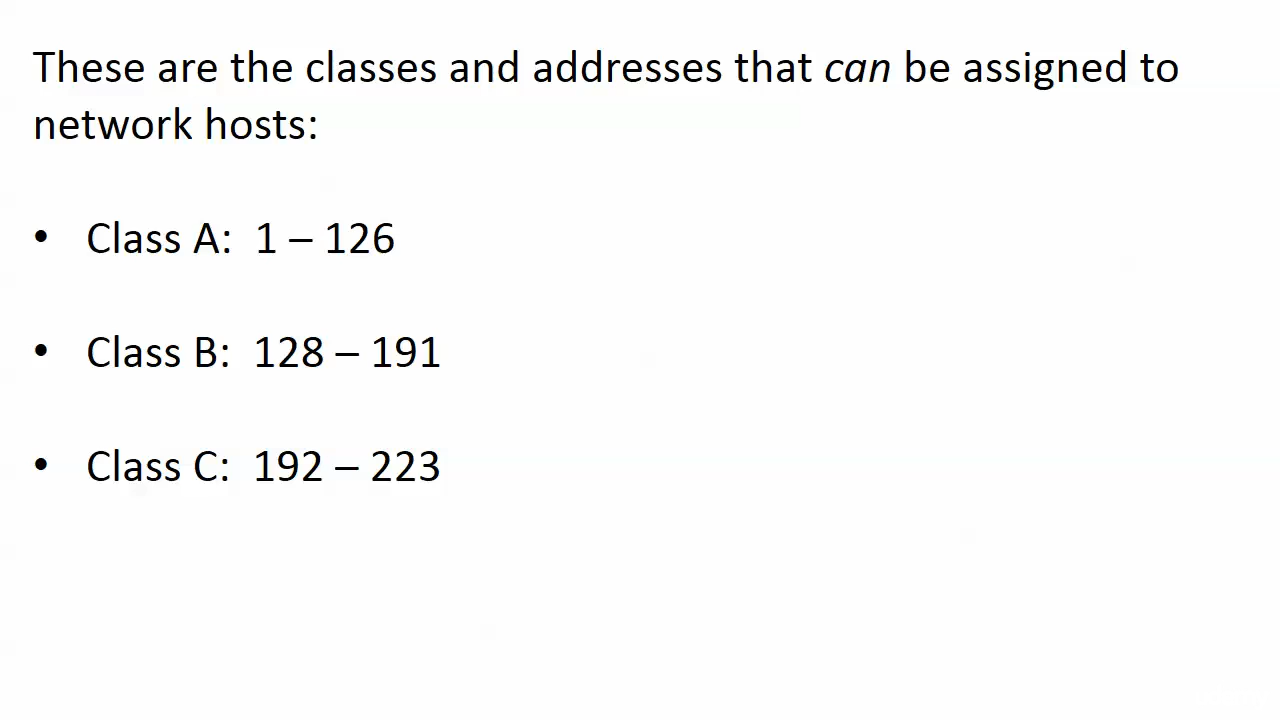 These are the classes and addresses that can be assigned to
network hosts:
• Class A: 1 – 126
• Class B: 128 – 191
• Class C: 192 – 223